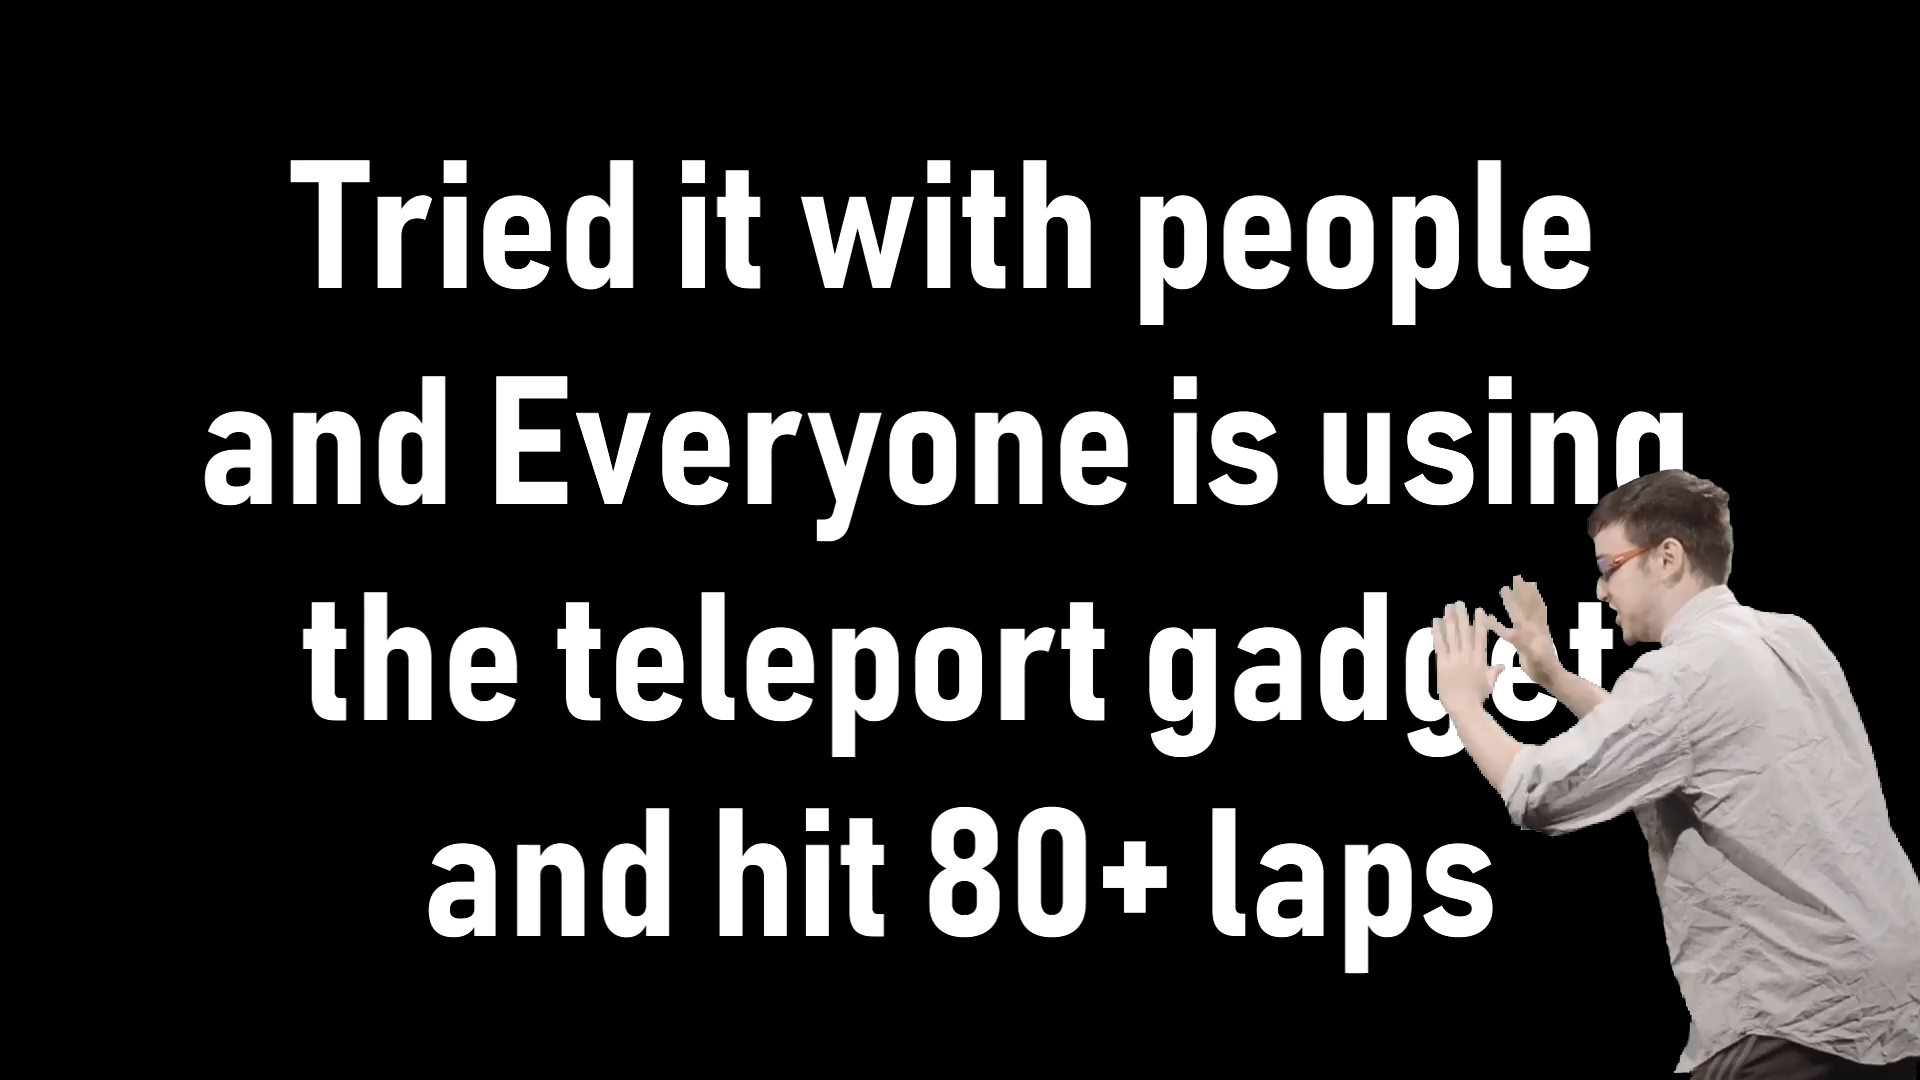 Tried it with people
and Everyone is using
the teleport gadget
and hit 80+ laps